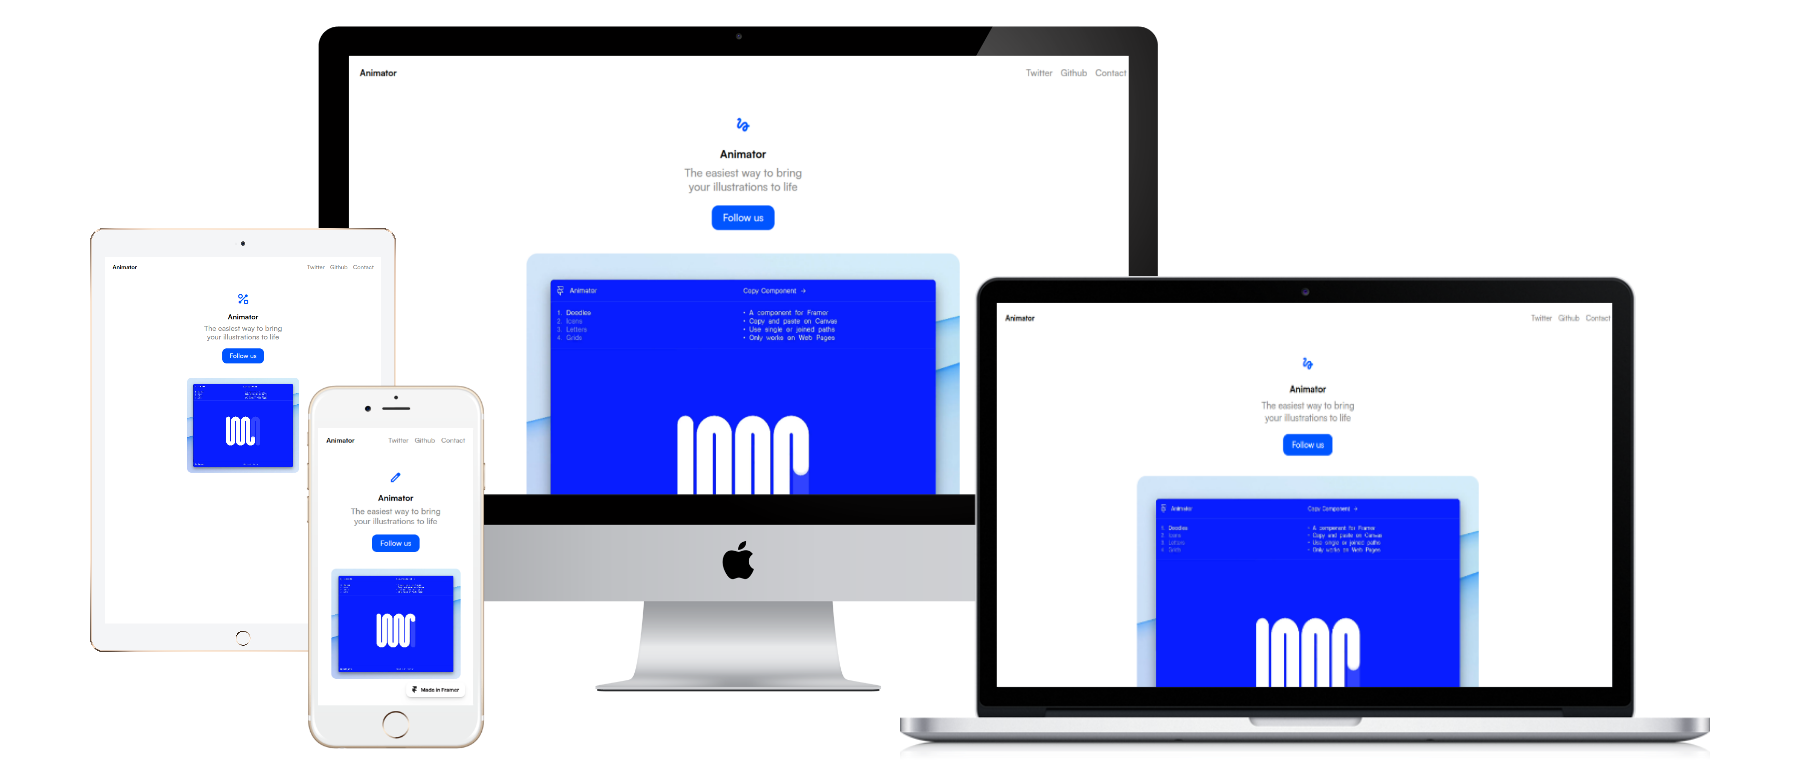 Animator
Twitter Github Contact
Animator
The easiest way to bring
your illustrations to life
Follow us
Animator
Copy Component →
1. Doodles
2. Icons
3. Letters
4. Grids
• A component for Framer
• Copy and paste on Canvas
• Use single or joined paths
• Only works on Web Pages
Animator
Twitter Github Contact
Animator
The easiest way to bring
your illustrations to life
Follow us
Animator
Twitter Github Contact
Animator
The easiest way to bring
your illustrations to life
Follow us
Made in Framer
Animator
Twitter Github Contact
Animator
The easiest way to bring
your illustrations to life
Follow us
Animator
Copy Component →
1. Doodles
2. Icons
3. Letters
4. Grids
• A component for Framer
• Copy and paste on Canvas
• Use single or joined paths
• Only works on Web Pages